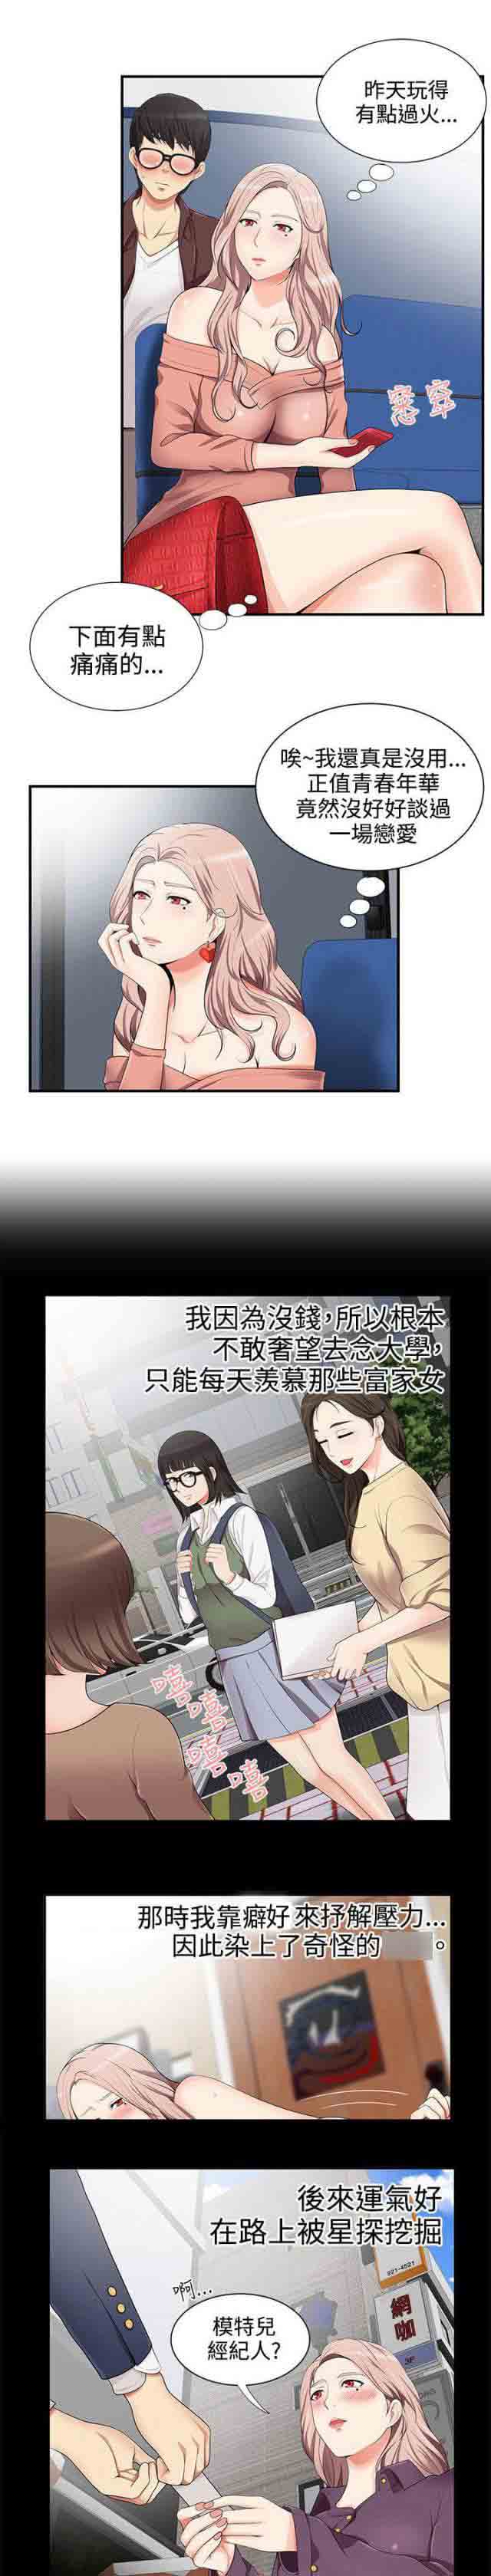 昨天玩得
有點過火...
窸 窣
下面有點
痛痛的...
唉~我還真是沒用...
正值青春年華
竟然沒好好談過
一場戀愛
我因為沒錢，所以根本
不敢奢望去念大學，
只能每天羨慕那些富家女
嘻
嘻
嘻
嘻
那時我靠癖好來抒解壓力...
因此染上了奇怪的 。
後來運氣好
在路上被星探挖掘
啊...
模特兒
經紀人?
921-4021
網咖
3F